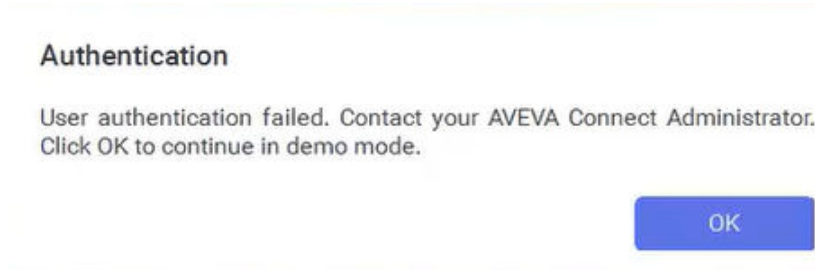 Authentication
User authentication failed. Contact your AVEVA Connect Administrator.
Click OK to continue in demo mode.
OK